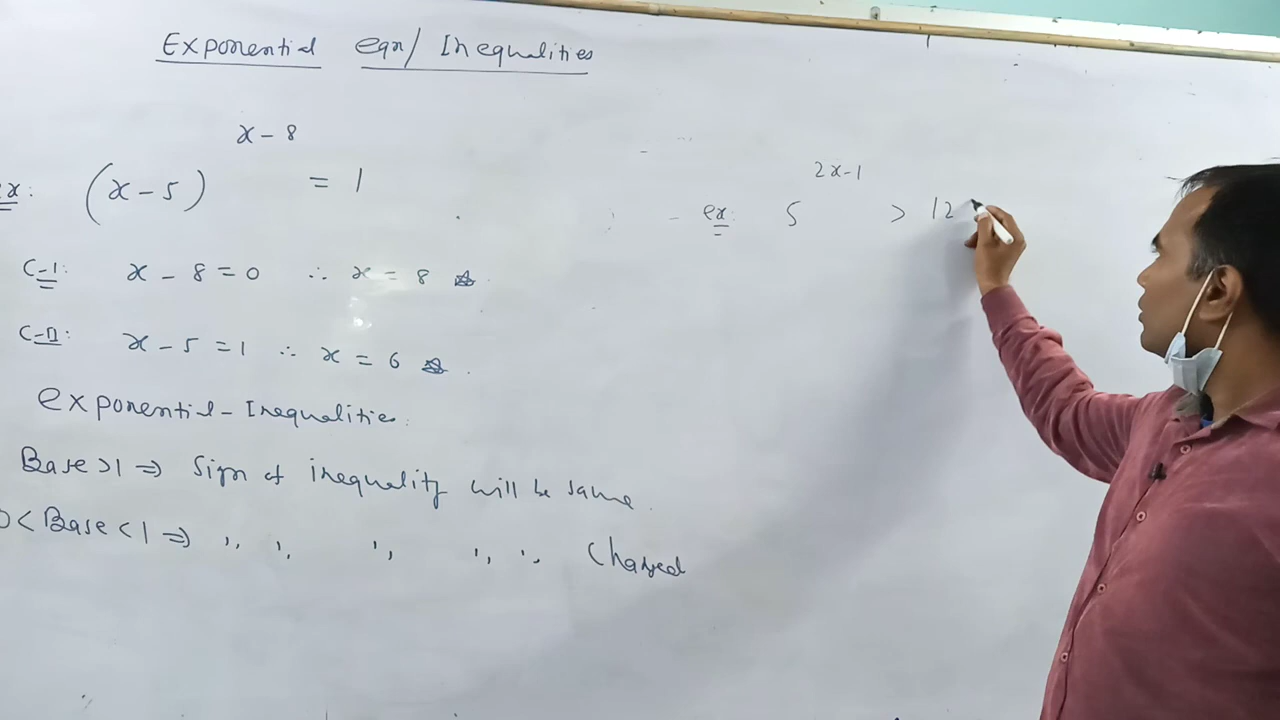 Exponential eqn/Inequalities
ex: (x-5)^{x-8} = 1
C-I: x - 8 = 0 ∴ x = 8
C-II: x - 5 = 1 ∴ x = 6
Exponential-Inequalities.
Base >1 ⇒ Sign of inequality will be same.
0< Base <1 ⇒ ,, ,, ,, ,, ,, Changed
ex: 5^{2x-1} > 12